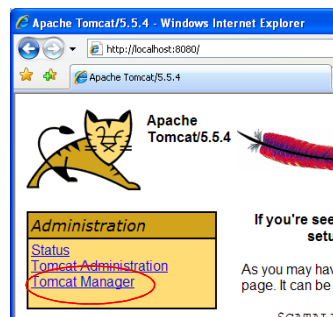 Apache Tomcat/5.5.4 - Windows Internet Explorer
http://localhost:8080/
Apache Tomcat/5.5.4
Apache
Tomcat/5.5.4
Administration
Status
Tomcat Administration
Tomcat Manager
If you're see
setu
As you may hav
page. It can be